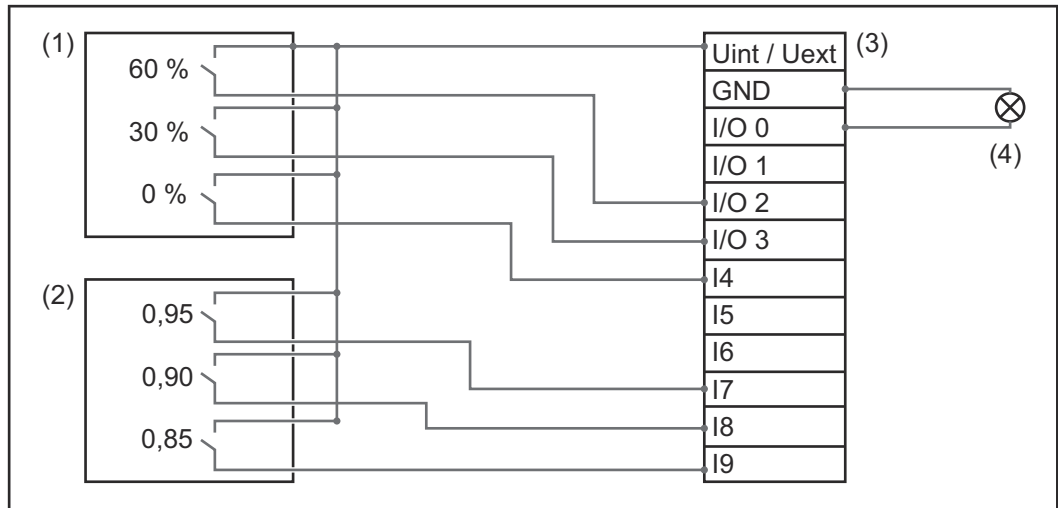 (1)
60 %
30 %
0 %
(2)
0,95
0,90
0,85
(3)
Uint / Uext
GND
I/O 0
I/O 1
I/O 2
I/O 3
I4
I5
I6
I7
I8
I9
(4)